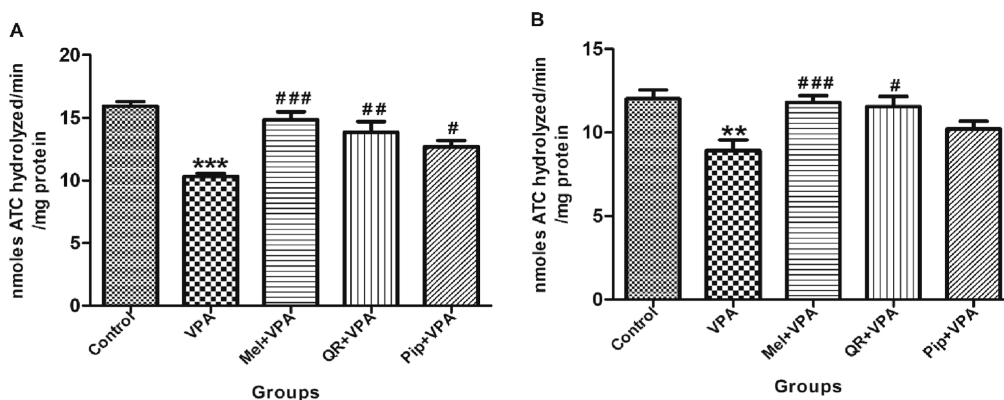 A
nmoles ATC hydrolyzed/min
/mg protein
20
15
10
5
0
***
###
##
#
Control
VPA
Mel+VPA
QR+VPA
Pip+VPA
Groups
B
nmoles ATC hydrolyzed/min
/mg protein
15
10
5
0
**
###
#
Control
VPA
Mel+VPA
QR+VPA
Pip+VPA
Groups